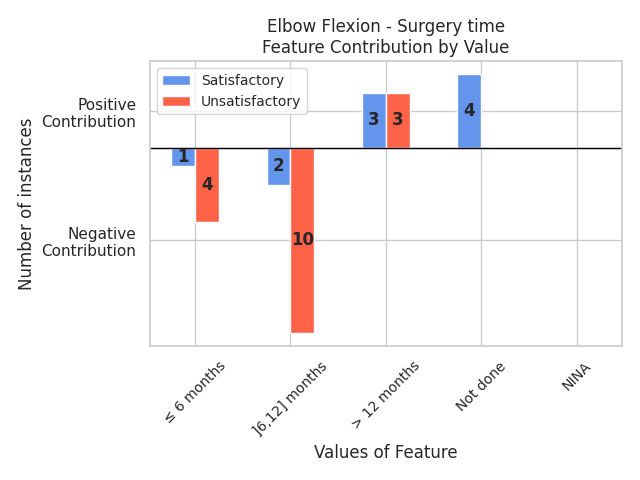 Elbow Flexion - Surgery time
Feature Contribution by Value
Satisfactory
Unsatisfactory
Positive
Contribution
Negative
Contribution
Number of instances
1
4
2
10
3
3
4
≤ 6 months
]6,12] months
> 12 months
Not done
NINA
Values of Feature